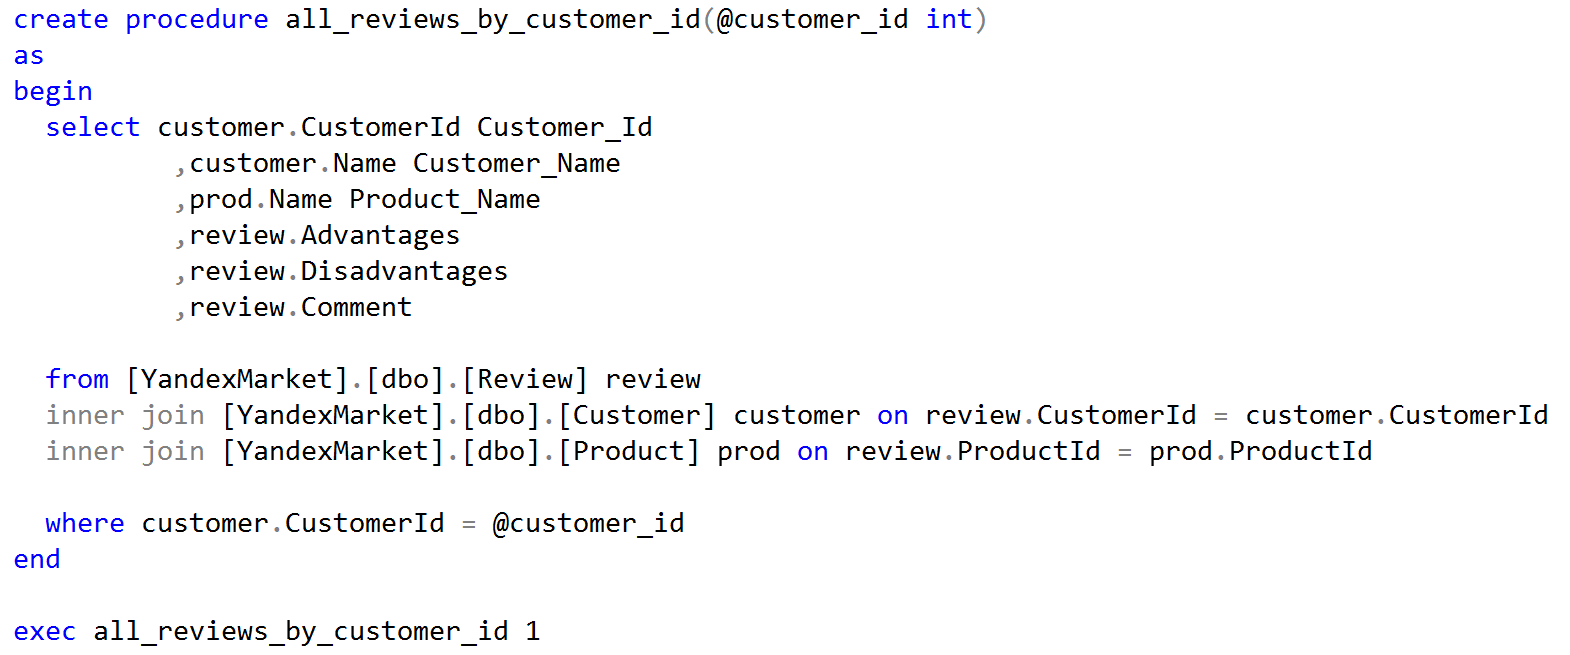 create procedure all_reviews_by_customer_id(@customer_id int)
as
begin
  select customer.CustomerId Customer_Id
          ,customer.Name Customer_Name
          ,prod.Name Product_Name
          ,review.Advantages
          ,review.Disadvantages
          ,review.Comment
  from [YandexMarket].[dbo].[Review] review
  inner join [YandexMarket].[dbo].[Customer] customer on review.CustomerId = customer.CustomerId
  inner join [YandexMarket].[dbo].[Product] prod on review.ProductId = prod.ProductId
  where customer.CustomerId = @customer_id
end
exec all_reviews_by_customer_id 1